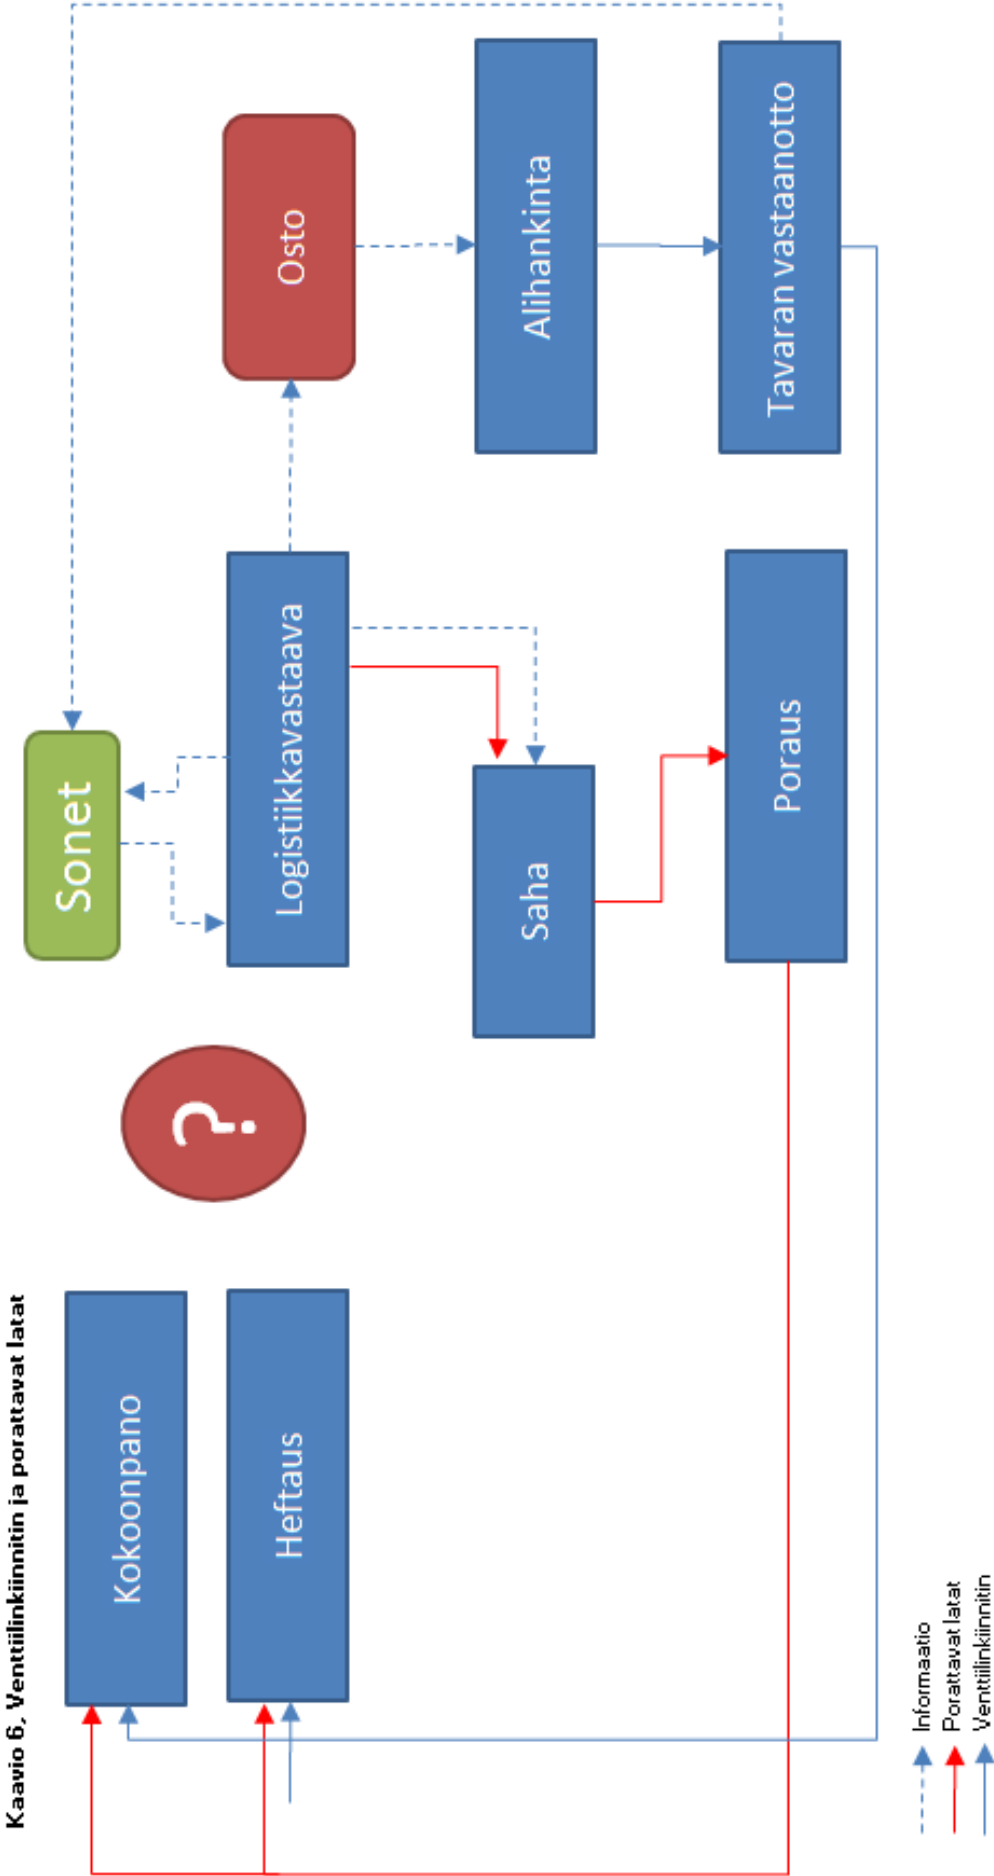 Kaavio 6, Venttiilinkiinnitin ja porattavat latat
Kokoonpano
?
Sonet
Heftaus
Logistiikkavastaava
Osto
Saha
Alihankinta
Poraus
Tavaran vastaanotto
Informaatio
Porattavat latat
Venttiilinkiinnitin